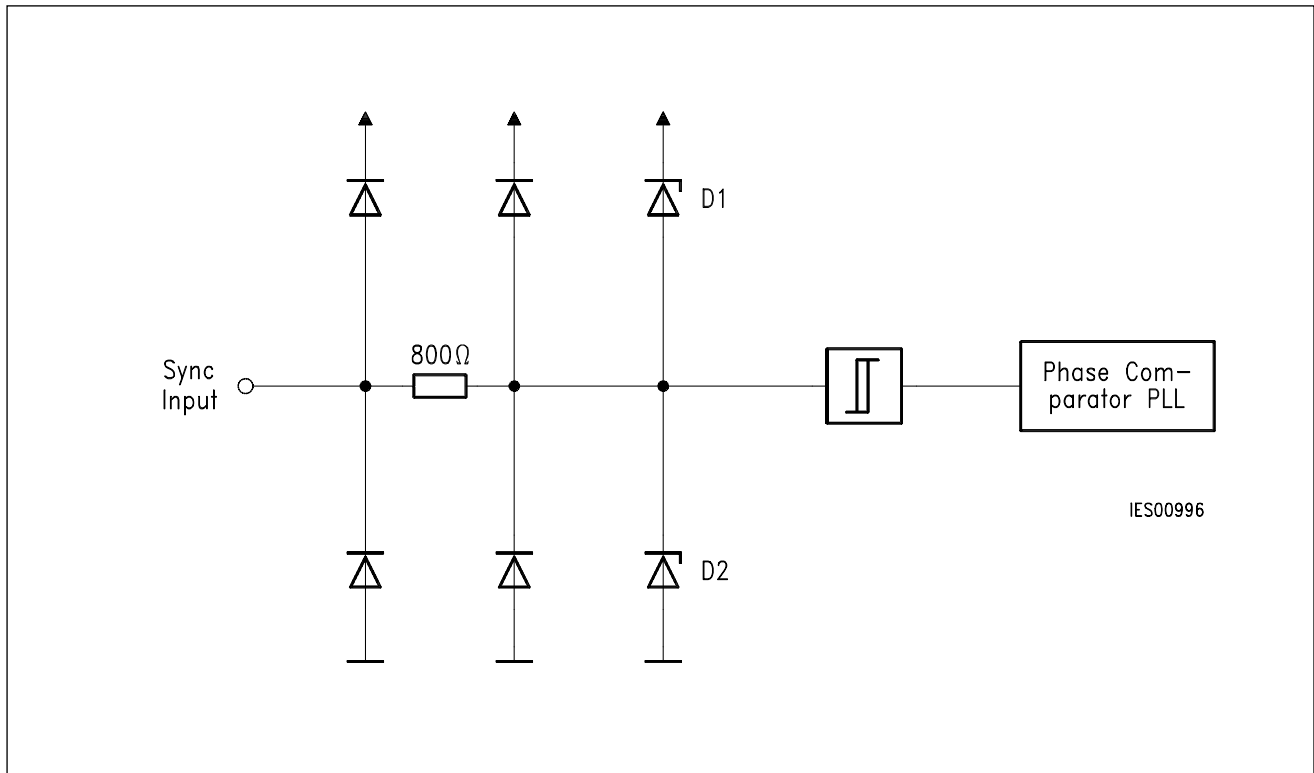 D1
800Ω
Sync
Input
Phase Com-
parator PLL
IES00996
D2